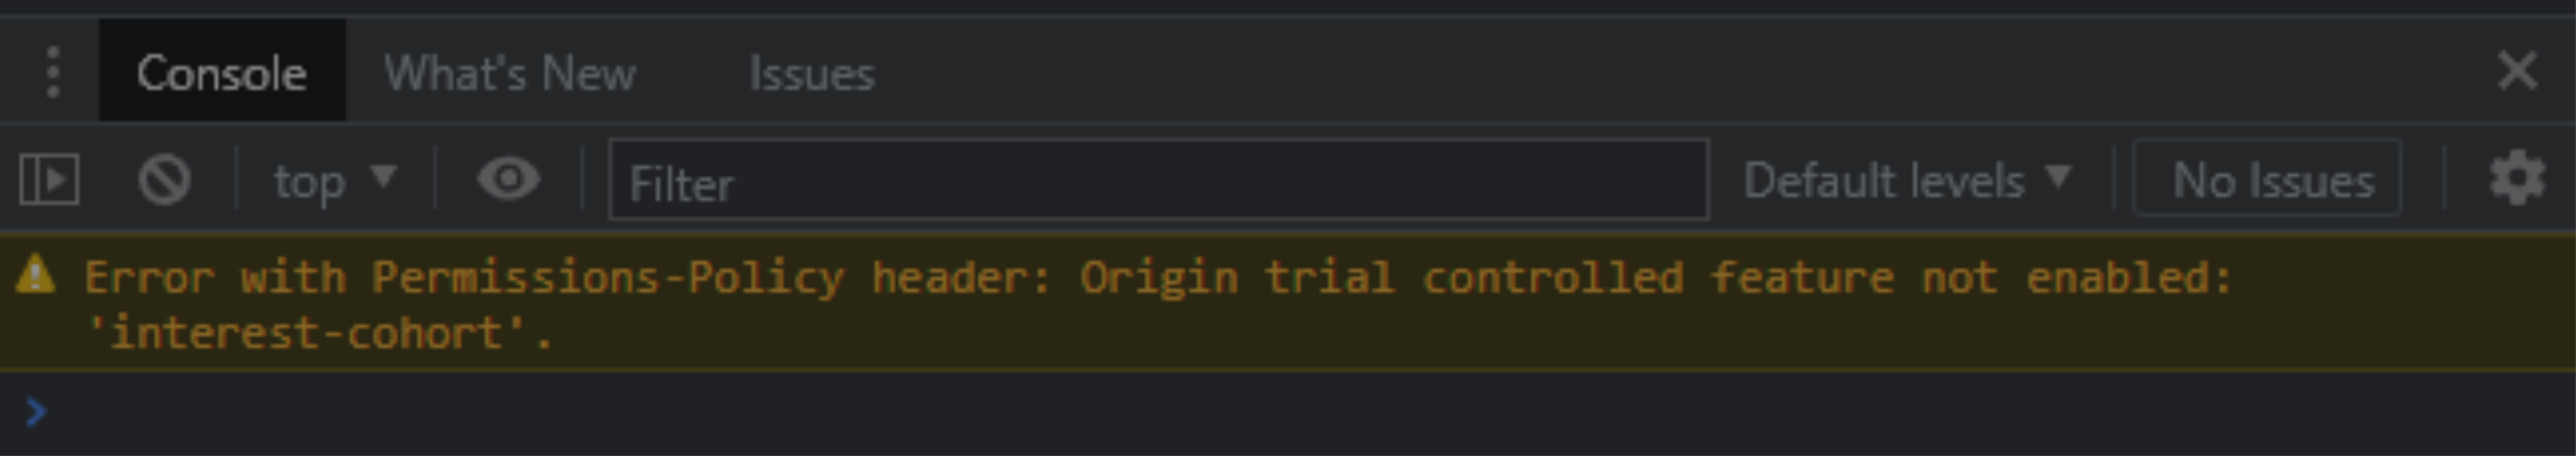 Console What's New Issues
top Filter Default levels No Issues
Error with Permissions-Policy header: Origin trial controlled feature not enabled:
'interest-cohort'.